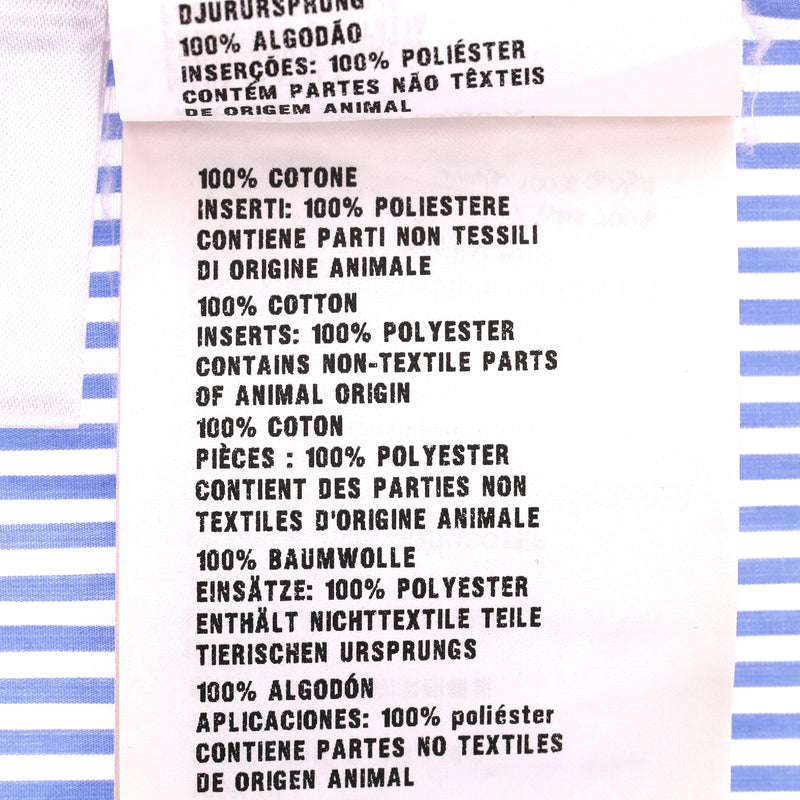 DJURURSPRUNG
100% ALGODÃO
INSERÇÕES: 100% POLIÉSTER
CONTÉM PARTES NÃO TÊXTEIS
DE ORIGEM ANIMAL
100% COTONE
INSERTI: 100% POLIESTERE
CONTIENE PARTI NON TESSILI
DI ORIGINE ANIMALE
100% COTTON
INSERTS: 100% POLYESTER
CONTAINS NON-TEXTILE PARTS
OF ANIMAL ORIGIN
100% COTON
PIÈCES : 100% POLYESTER
CONTIENT DES PARTIES NON
TEXTILES D'ORIGINE ANIMALE
100% BAUMWOLLE
EINSÄTZE: 100% POLYESTER
ENTHÄLT NICHTTEXTILE TEILE
TIERISCHEN URSPRUNGS
100% ALGODÓN
APLICACIONES: 100% poliéster
CONTIENE PARTES NO TEXTILES
DE ORIGEN ANIMAL